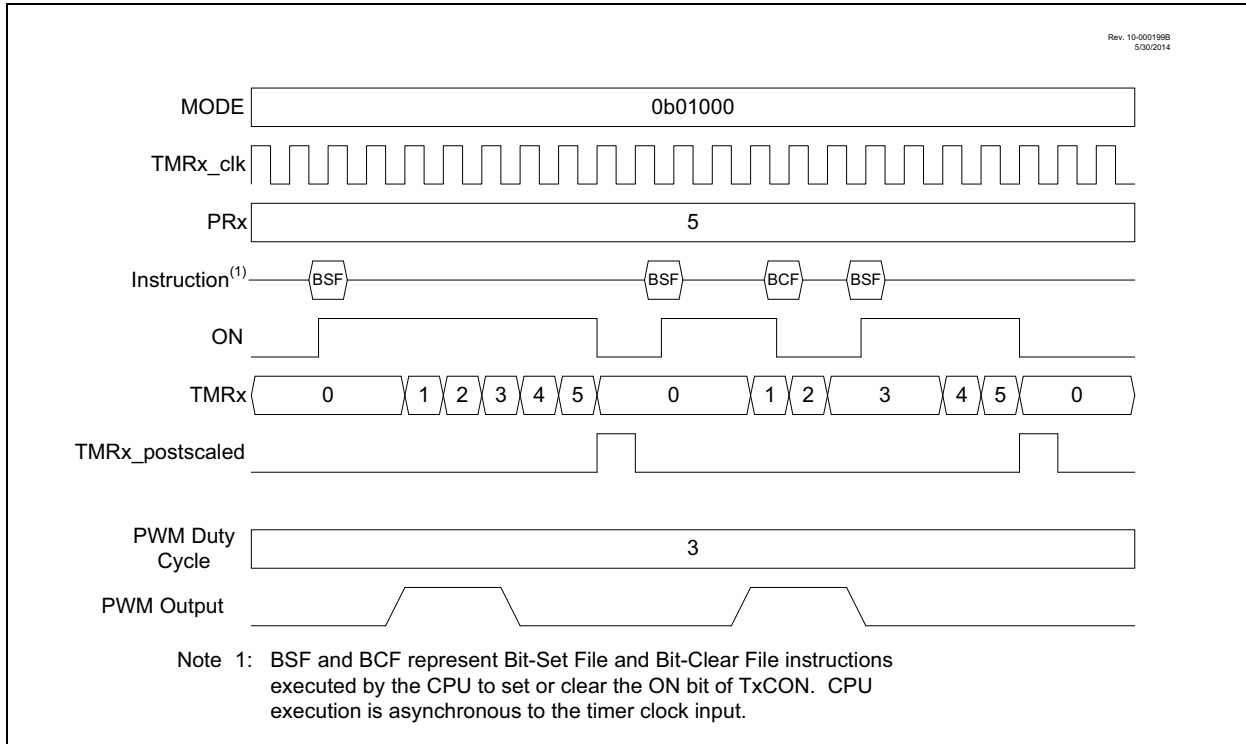 Rev. 10-000199B
5/30/2014
MODE 0b01000
TMRx_clk
PRx 5
Instruction(1) BSF BSF BCF BSF
ON
TMRx 0 1 2 3 4 5 0 1 2 3 4 5 0
TMRx_postscaled
PWM Duty
Cycle 3
PWM Output
Note 1: BSF and BCF represent Bit-Set File and Bit-Clear File instructions
executed by the CPU to set or clear the ON bit of TxCON. CPU
execution is asynchronous to the timer clock input.